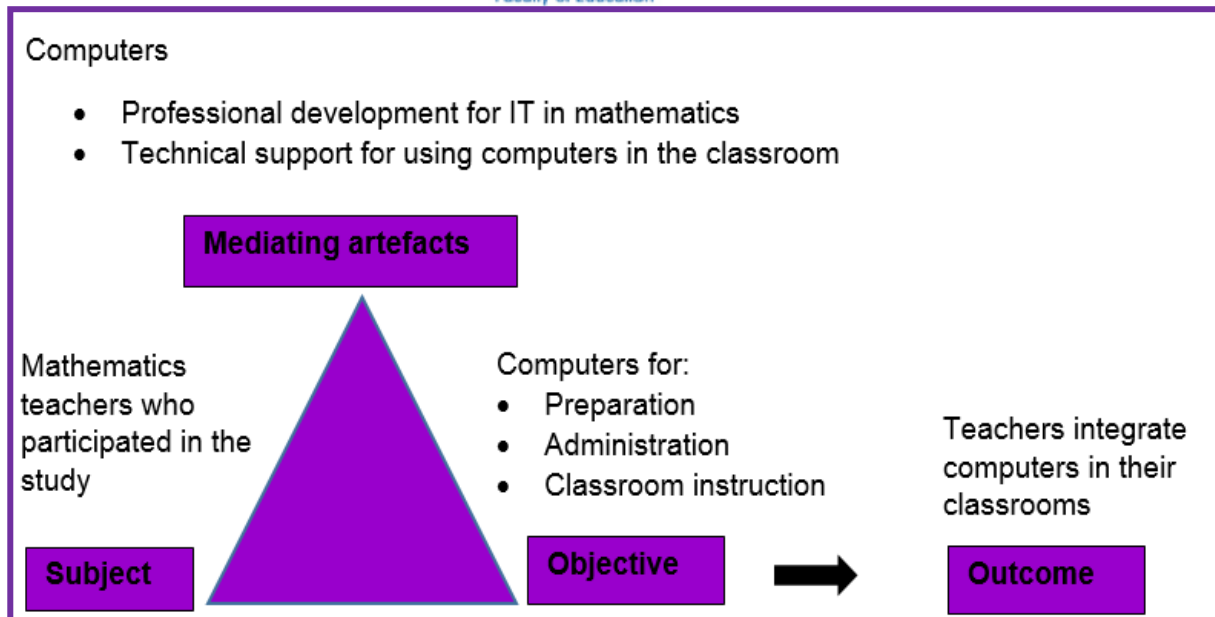 Computers
• Professional development for IT in mathematics
• Technical support for using computers in the classroom
Mediating artefacts
Mathematics
teachers who
participated in the
study
Computers for:
• Preparation
• Administration
• Classroom instruction
Teachers integrate
computers in their
classrooms
Subject
Objective
Outcome